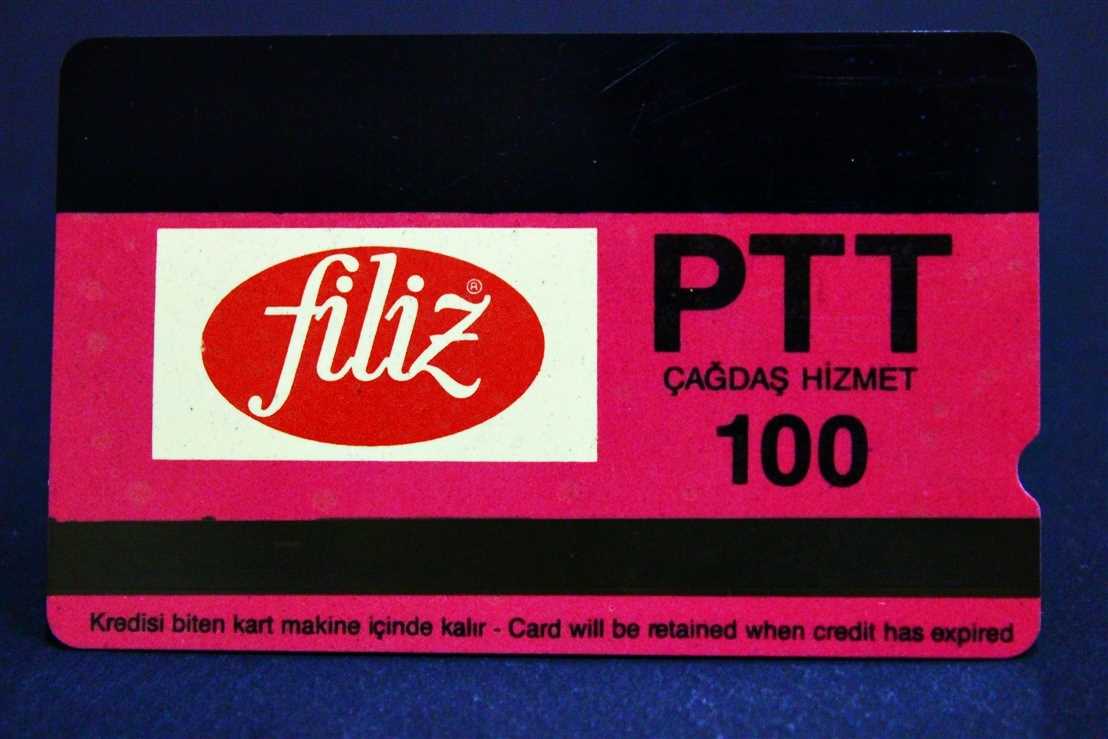 filiz ®
PTT
ÇAĞDAŞ HİZMET
100
Kredisi biten kart makine içinde kalır - Card will be retained when credit has expired